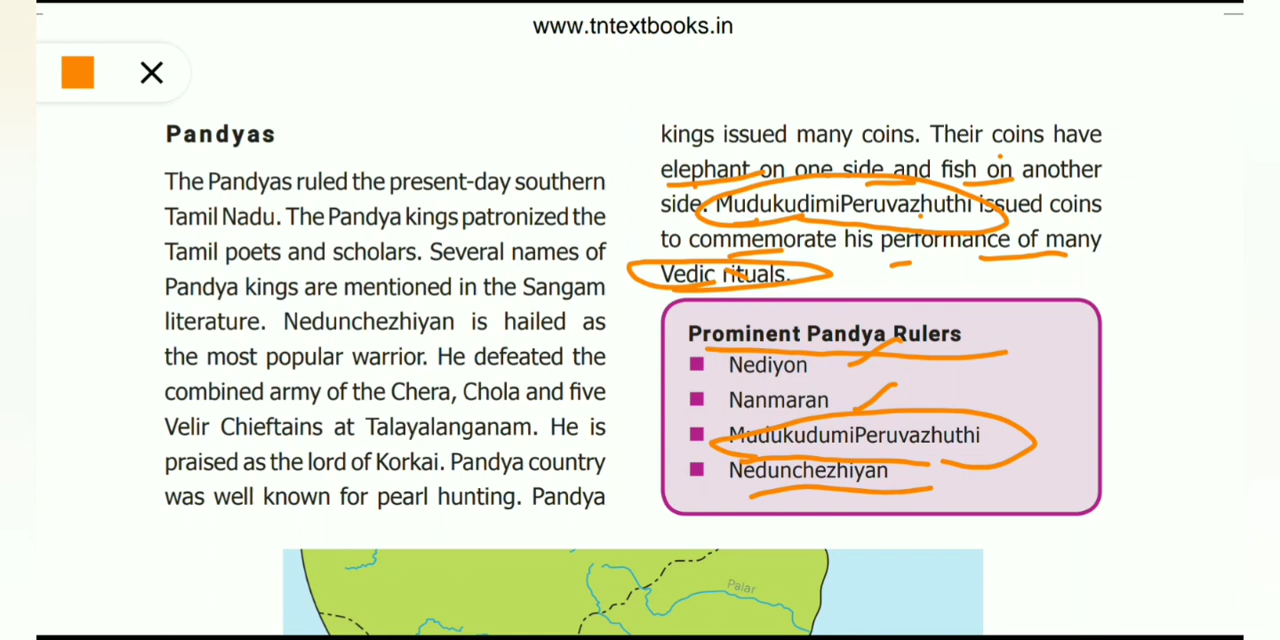 www.tntextbooks.in
Pandyas
The Pandyas ruled the present-day southern
Tamil Nadu. The Pandya kings patronized the
Tamil poets and scholars. Several names of
Pandya kings are mentioned in the Sangam
literature. Nedunchezhiyan is hailed as
the most popular warrior. He defeated the
combined army of the Chera, Chola and five
Velir Chieftains at Talayalanganam. He is
praised as the lord of Korkai. Pandya country
was well known for pearl hunting. Pandya
kings issued many coins. Their coins have
elephant on one side and fish on another
side. MudukudimiPeruvazhuthi issued coins
to commemorate his performance of many
Vedic rituals.
Prominent Pandya Rulers
Nediyon
Nanmaran
MudukudumiPeruvazhuthi
Nedunchezhiyan
Palar